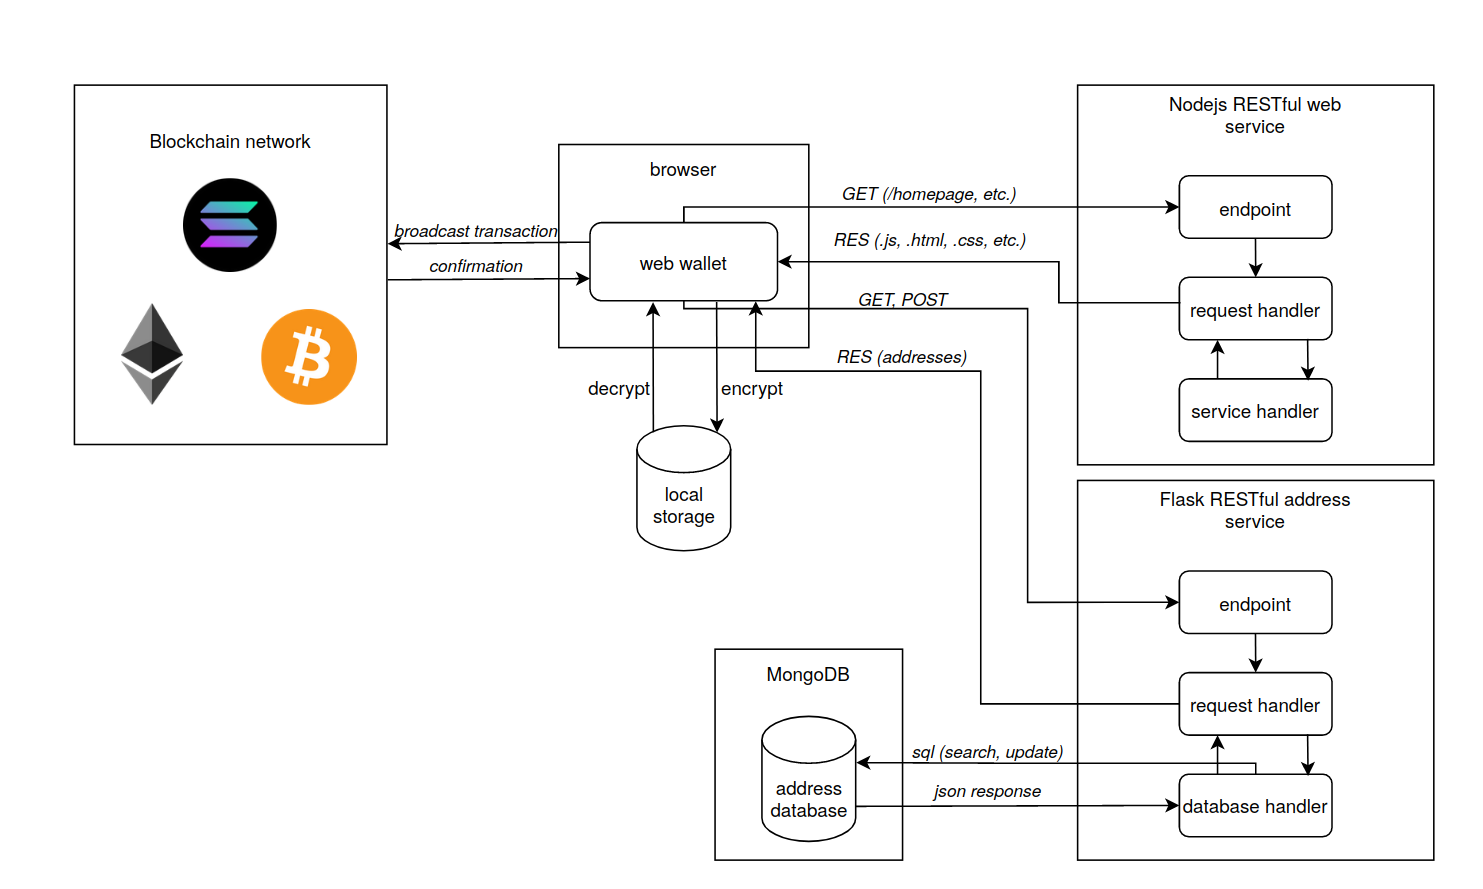 Blockchain network
broadcast transaction
confirmation
browser
web wallet
decrypt
encrypt
local
storage
GET (/homepage, etc.)
RES (.js, .html, .css, etc.)
GET, POST
RES (addresses)
Nodejs RESTful web
service
endpoint
request handler
service handler
Flask RESTful address
service
endpoint
request handler
database handler
MongoDB
address
database
sql (search, update)
json response